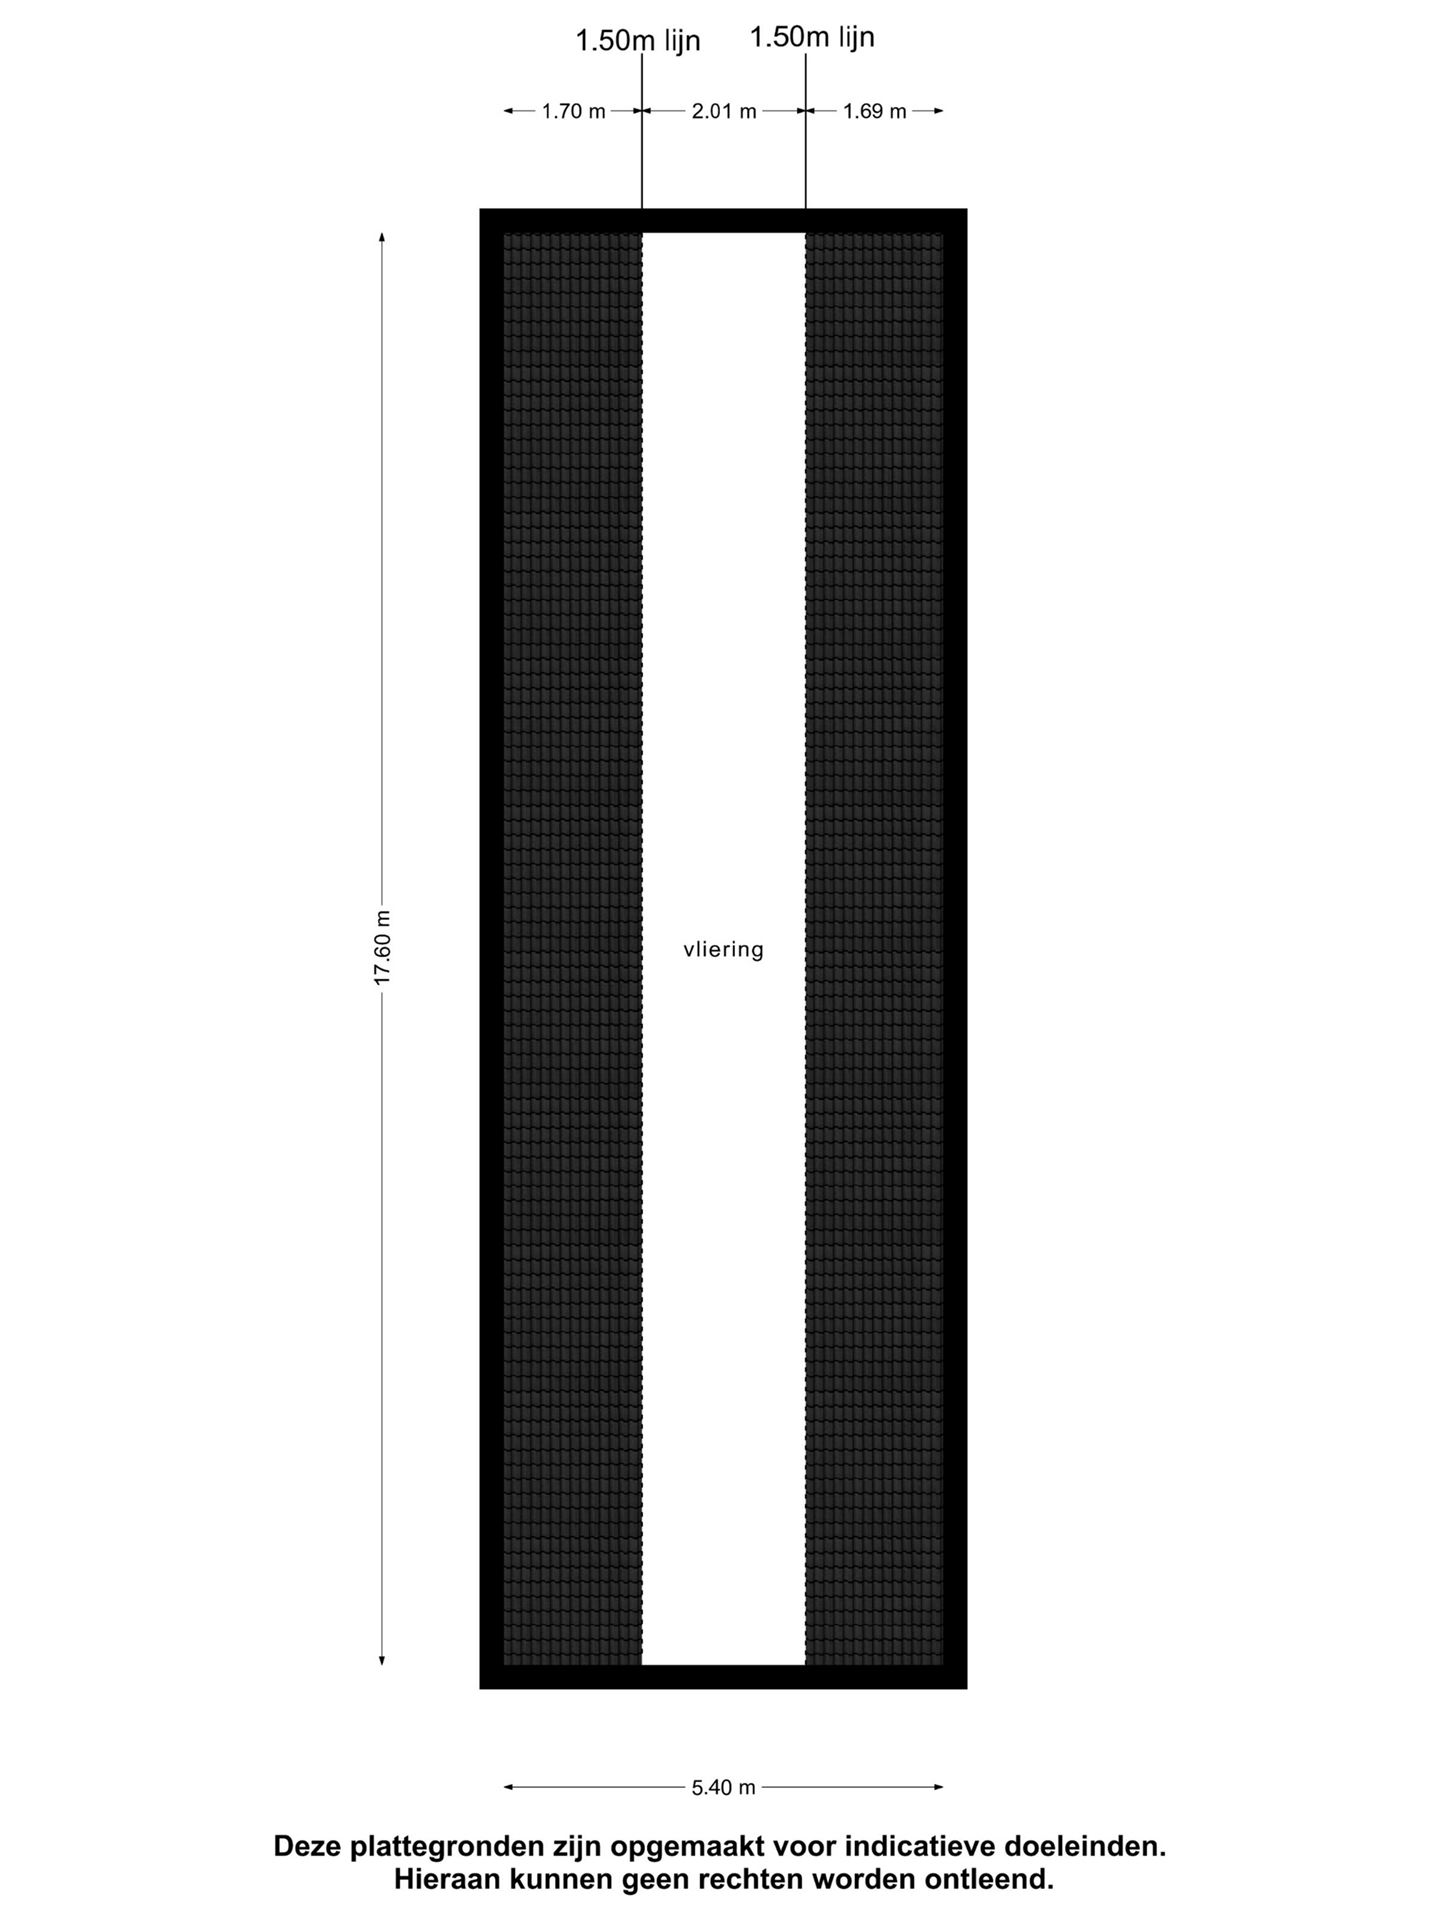 1.50m lijn 1.50m lijn
1.70 m 2.01 m 1.69 m
17.60 m
vliering
5.40 m
Deze plattegronden zijn opgemaakt voor indicatieve doeleinden.
Hieraan kunnen geen rechten worden ontleend.